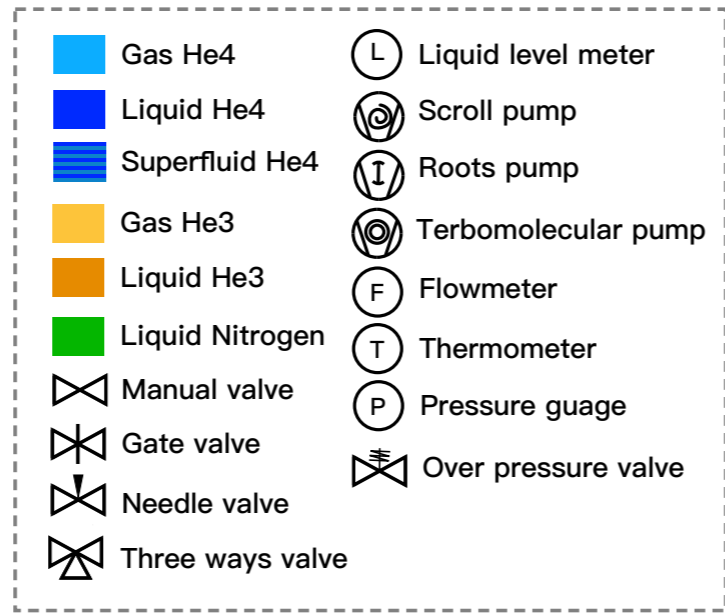 Gas He4
Liquid He4
Superfluid He4
Gas He3
Liquid He3
Liquid Nitrogen
Manual valve
Gate valve
Needle valve
Three ways valve
L Liquid level meter
Scroll pump
Roots pump
Terbomolecular pump
F Flowmeter
T Thermometer
P Pressure guage
Over pressure valve